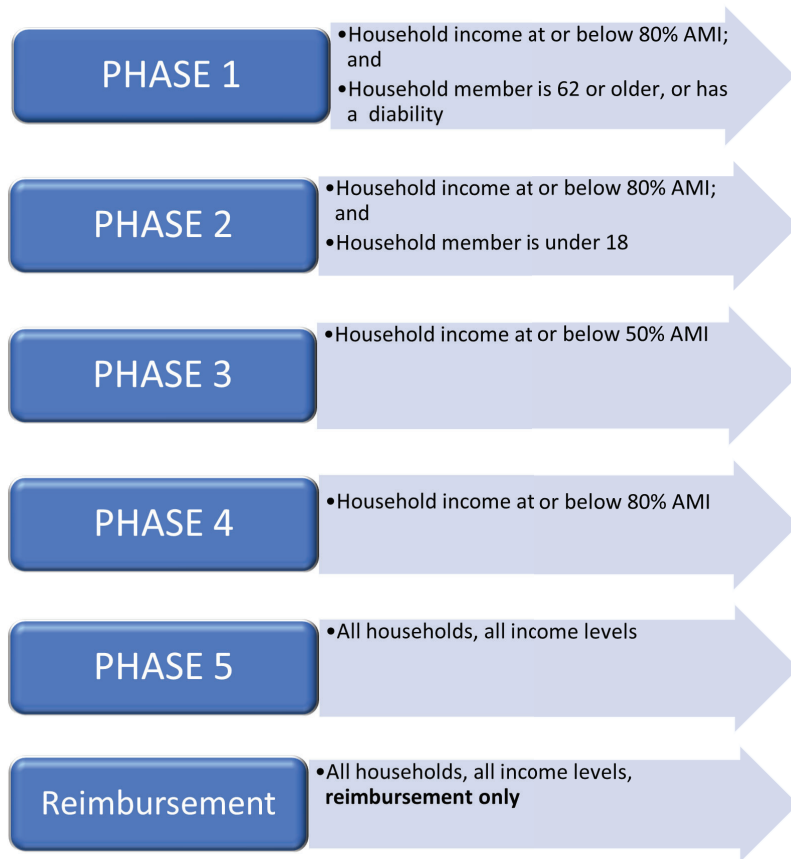 PHASE 1
•Household income at or below 80% AMI;
and
•Household member is 62 or older, or has
a diability
PHASE 2
•Household income at or below 80% AMI;
and
•Household member is under 18
PHASE 3
•Household income at or below 50% AMI
PHASE 4
•Household income at or below 80% AMI
PHASE 5
•All households, all income levels
Reimbursement
•All households, all income levels,
reimbursement only